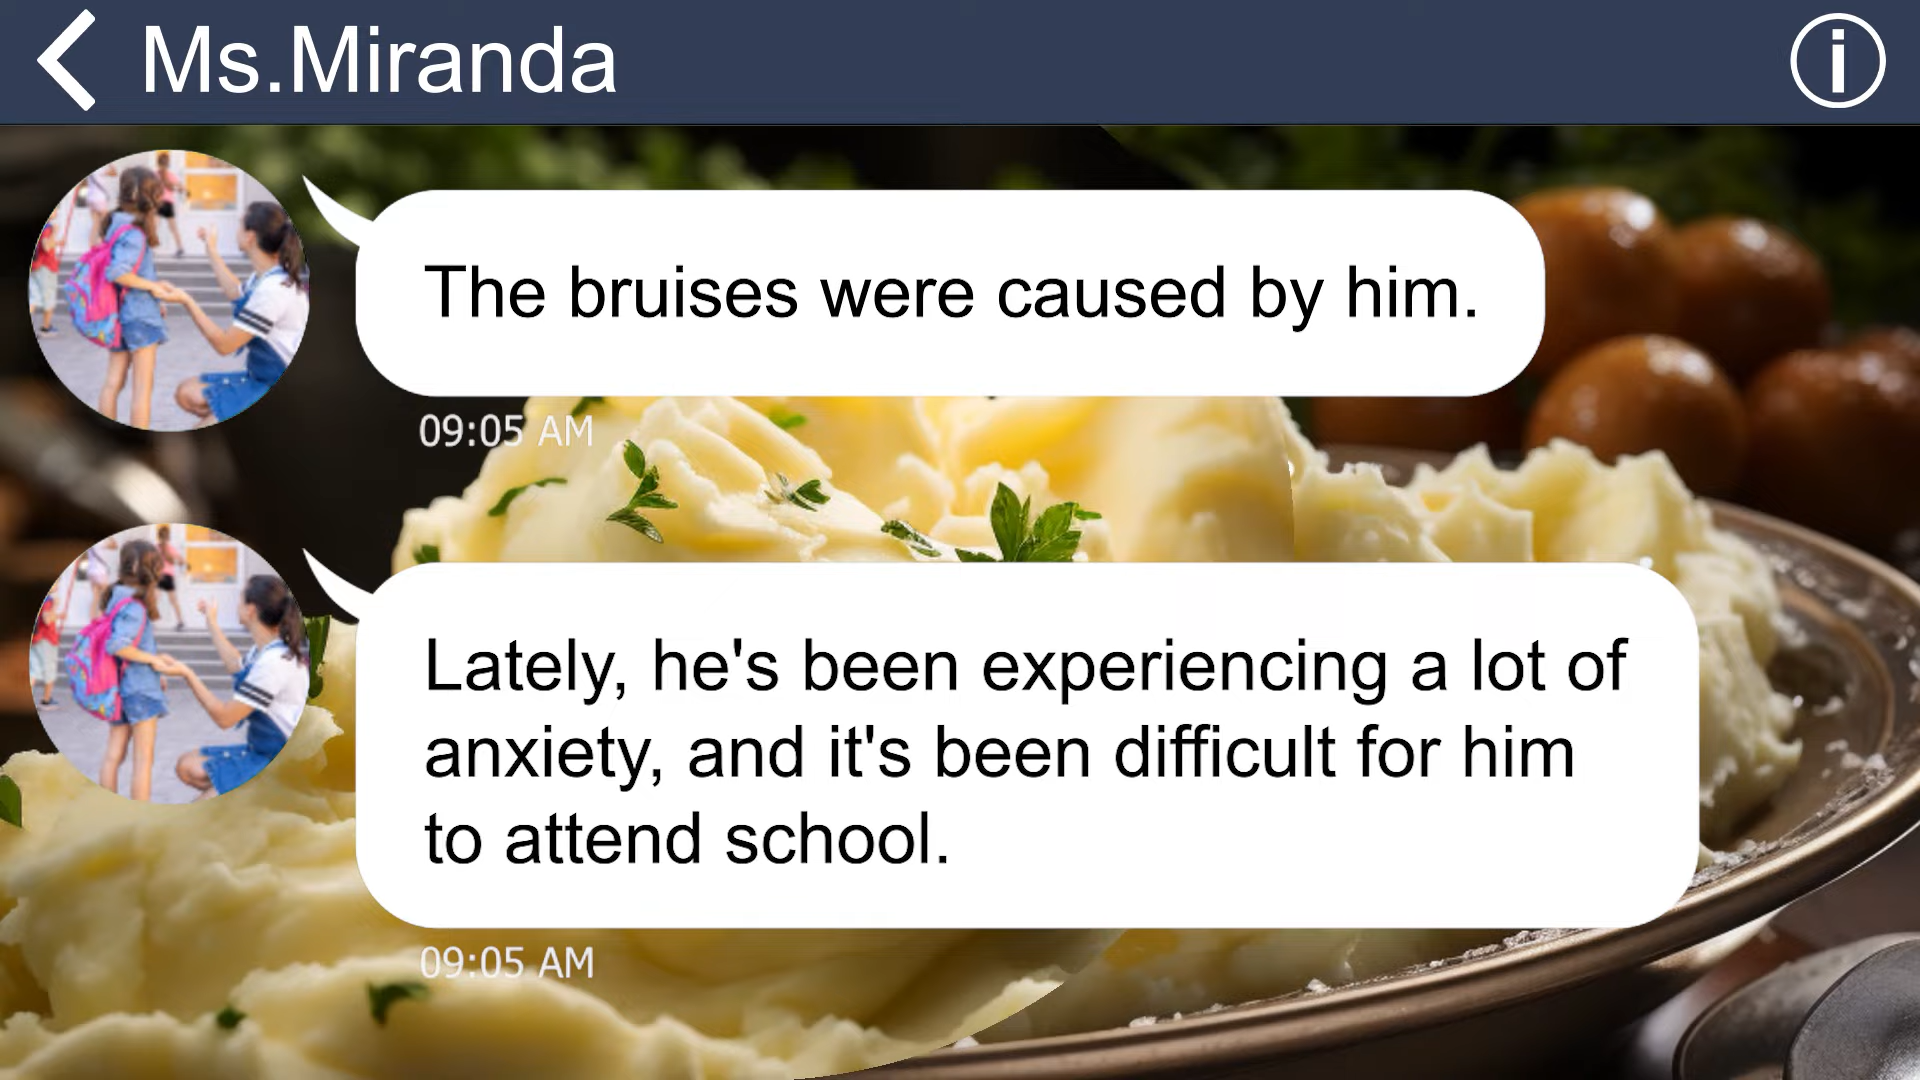 Ms.Miranda
The bruises were caused by him.
09:05 AM
Lately, he's been experiencing a lot of
anxiety, and it's been difficult for him
to attend school.
09:05 AM